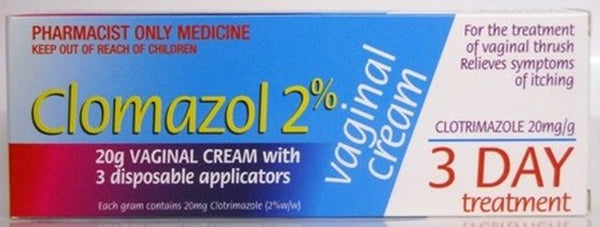 PHARMACIST ONLY MEDICINE
KEEP OUT OF REACH OF CHILDREN
Clomazol 2%
20g VAGINAL CREAM with
3 disposable applicators
Each gram contains 20mg Clotrimazole (2%w/w)
vaginal
cream
For the treatment
of vaginal thrush
Relieves symptoms
of itching
CLOTRIMAZOLE 20mg/g
3 DAY
treatment